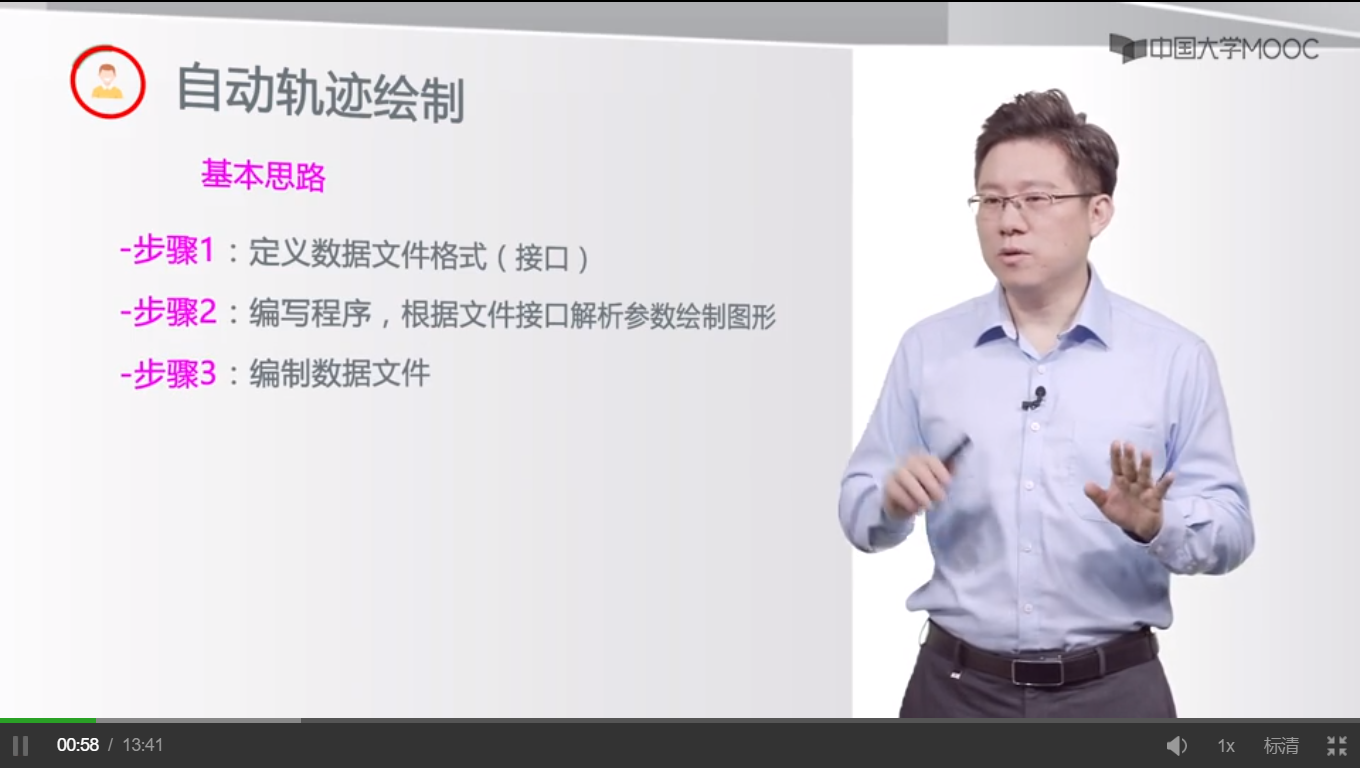 中国大学MOOC
自动轨迹绘制
基本思路
-步骤1：定义数据文件格式（接口）
-步骤2：编写程序，根据文件接口解析参数绘制图形
-步骤3：编制数据文件
00:58 / 13:41
1x
标清